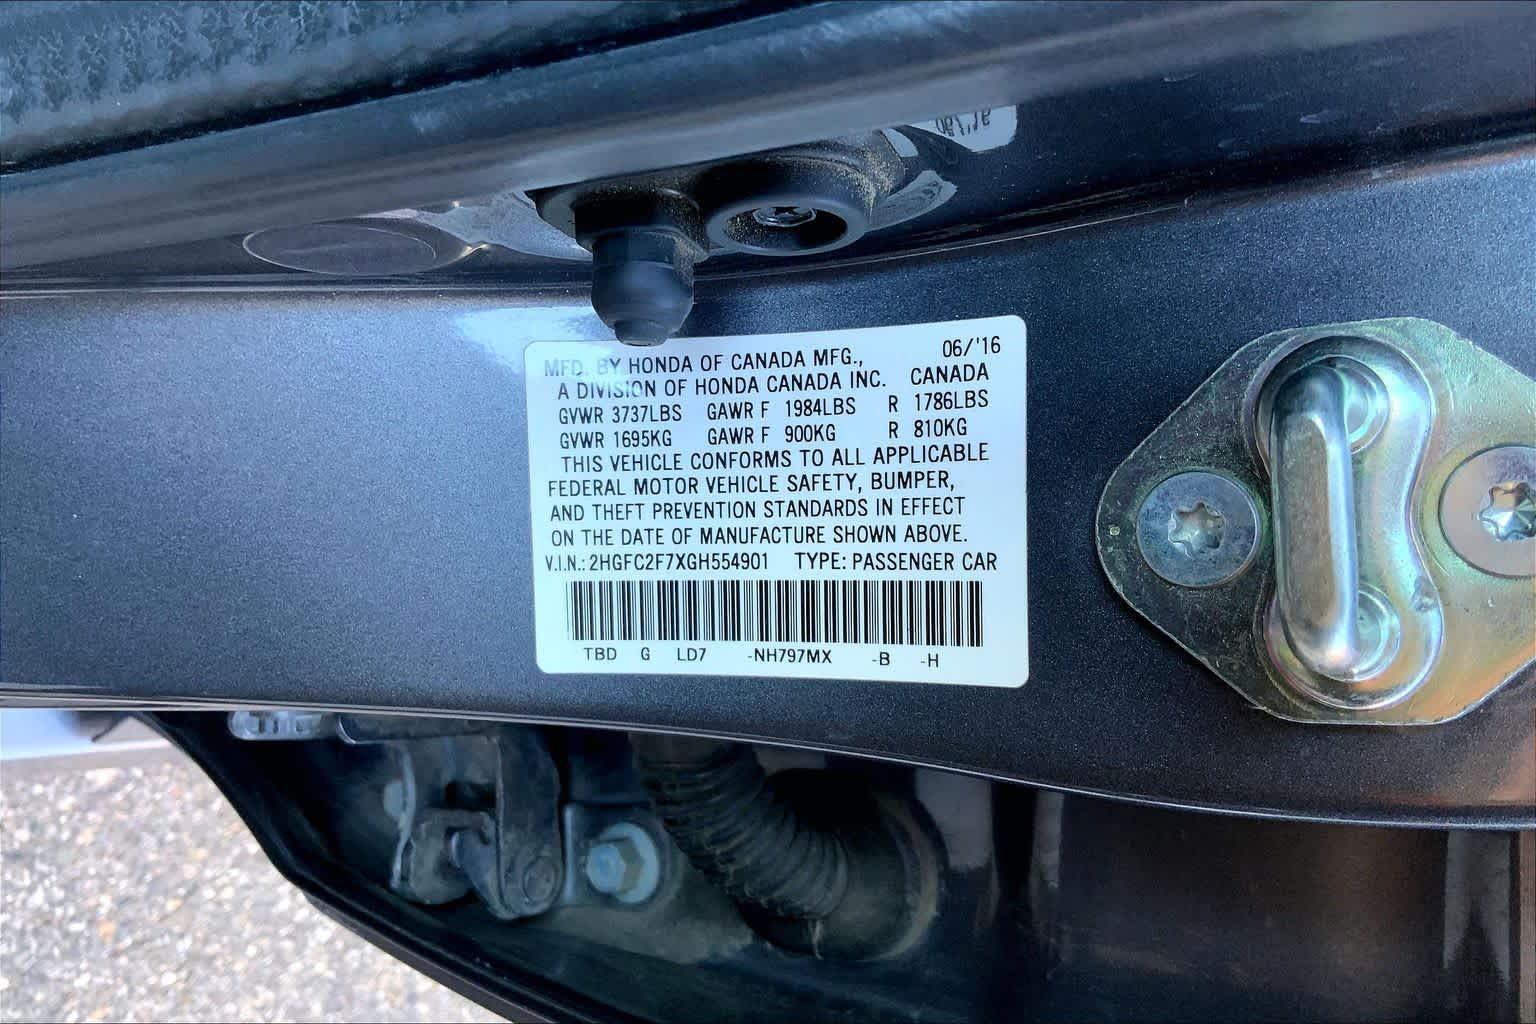 06/'16
MFD. BY HONDA OF CANADA MFG., 06/'16
A DIVISION OF HONDA CANADA INC. CANADA
GVWR 3737LBS GAWR F 1984LBS R 1786LBS
GVWR 1695KG GAWR F 900KG R 810KG
THIS VEHICLE CONFORMS TO ALL APPLICABLE
FEDERAL MOTOR VEHICLE SAFETY, BUMPER,
AND THEFT PREVENTION STANDARDS IN EFFECT
ON THE DATE OF MANUFACTURE SHOWN ABOVE.
V.I.N.: 2HGFC2F7XGH554901 TYPE: PASSENGER CAR
TBD G LD7 -NH797MX -B -H